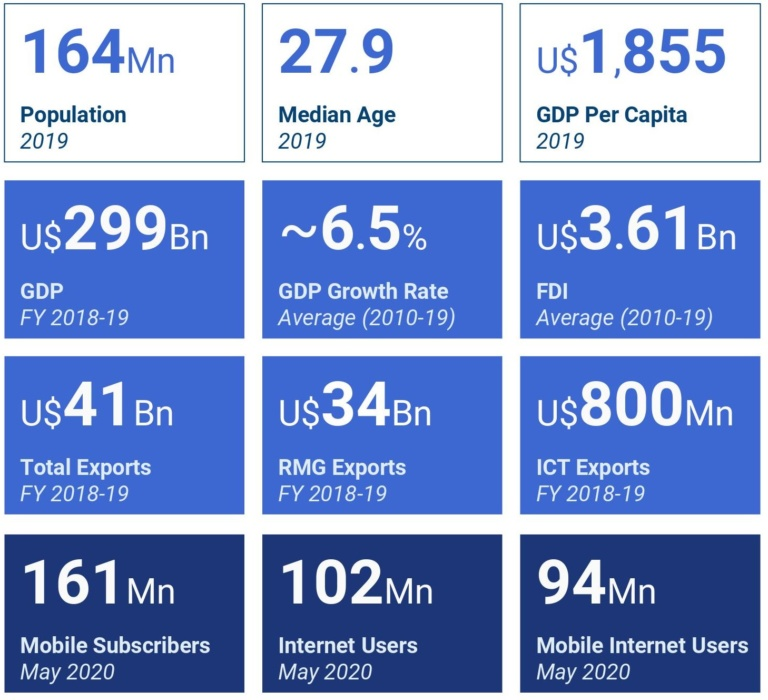 164Mn
Population
2019
27.9
Median Age
2019
U$1,855
GDP Per Capita
2019
U$299Bn
GDP
FY 2018-19
~6.5%
GDP Growth Rate
Average (2010-19)
U$3.61Bn
FDI
Average (2010-19)
U$41Bn
Total Exports
FY 2018-19
U$34Bn
RMG Exports
FY 2018-19
U$800Mn
ICT Exports
FY 2018-19
161Mn
Mobile Subscribers
May 2020
102Mn
Internet Users
May 2020
94Mn
Mobile Internet Users
May 2020